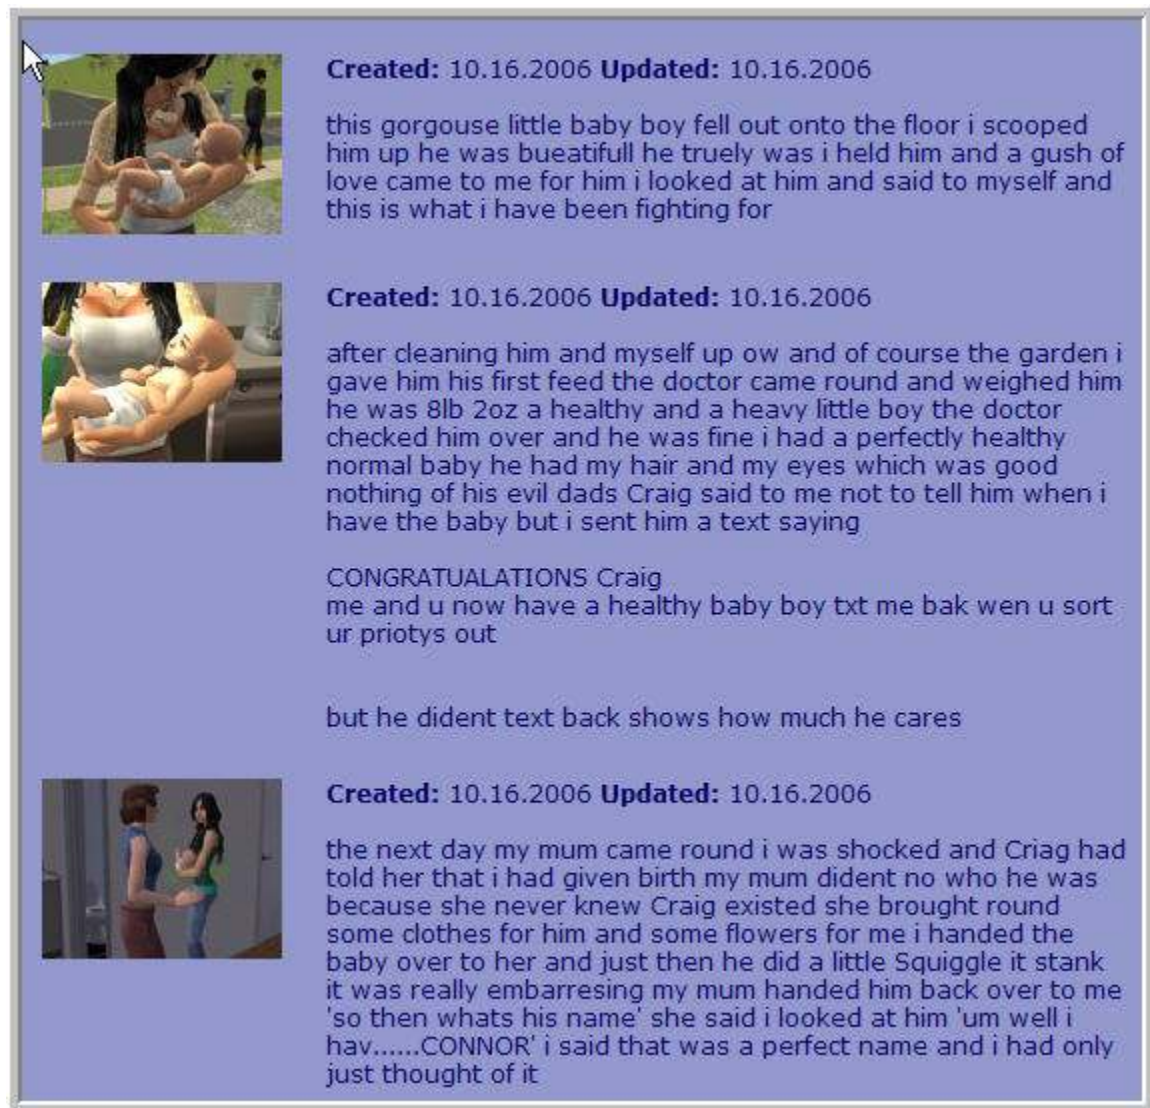 Created: 10.16.2006 Updated: 10.16.2006
this gorgouse little baby boy fell out onto the floor i scooped
him up he was bueatifull he truely was i held him and a gush of
love came to me for him i looked at him and said to myself and
this is what i have been fighting for
Created: 10.16.2006 Updated: 10.16.2006
after cleaning him and myself up ow and of course the garden i
gave him his first feed the doctor came round and weighed him
he was 8lb 2oz a healthy and a heavy little boy the doctor
checked him over and he was fine i had a perfectly healthy
normal baby he had my hair and my eyes which was good
nothing of his evil dads Craig said to me not to tell him when i
have the baby but i sent him a text saying
CONGRATUALATIONS Craig
me and u now have a healthy baby boy txt me bak wen u sort
ur priotys out
but he dident text back shows how much he cares
Created: 10.16.2006 Updated: 10.16.2006
the next day my mum came round i was shocked and Criag had
told her that i had given birth my mum dident no who he was
because she never knew Craig existed she brought round
some clothes for him and some flowers for me i handed the
baby over to her and just then he did a little Squiggle it stank
it was really embarresing my mum handed him back over to me
'so then whats his name' she said i looked at him 'um well i
hav......CONNOR' i said that was a perfect name and i had only
just thought of it